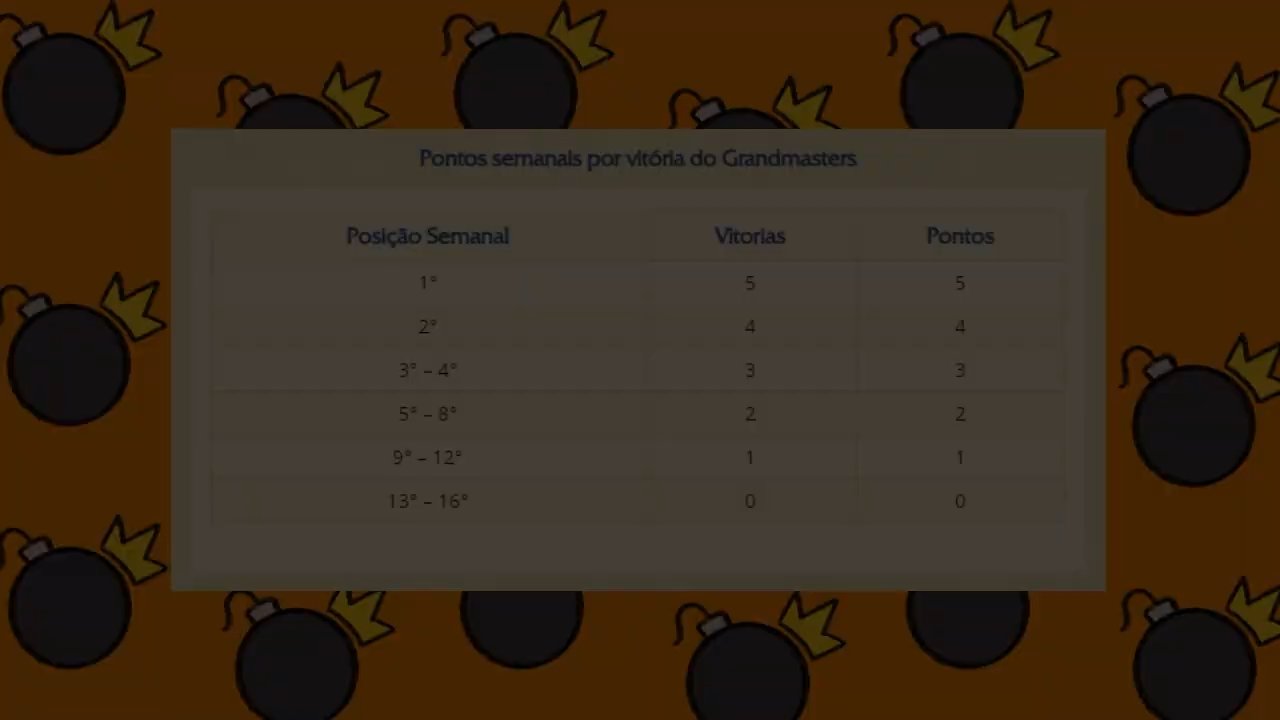 Pontos semanais por vitória do Grandmasters
Posição Semanal Vitorias Pontos
1° 5 5
2° 4 4
3° – 4° 3 3
5° – 8° 2 2
9° – 12° 1 1
13° – 16° 0 0